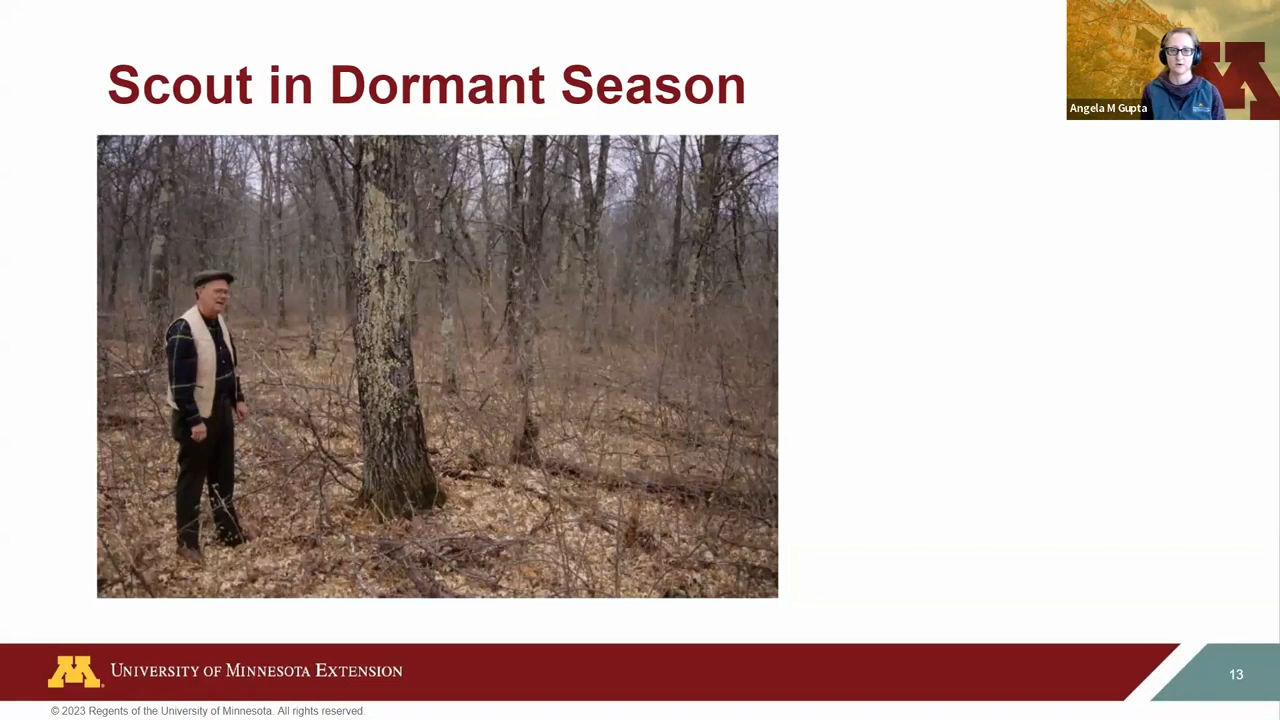 Scout in Dormant Season
Angela M Gupta
UNIVERSITY OF MINNESOTA EXTENSION
13
© 2023 Regents of the University of Minnesota. All rights reserved.